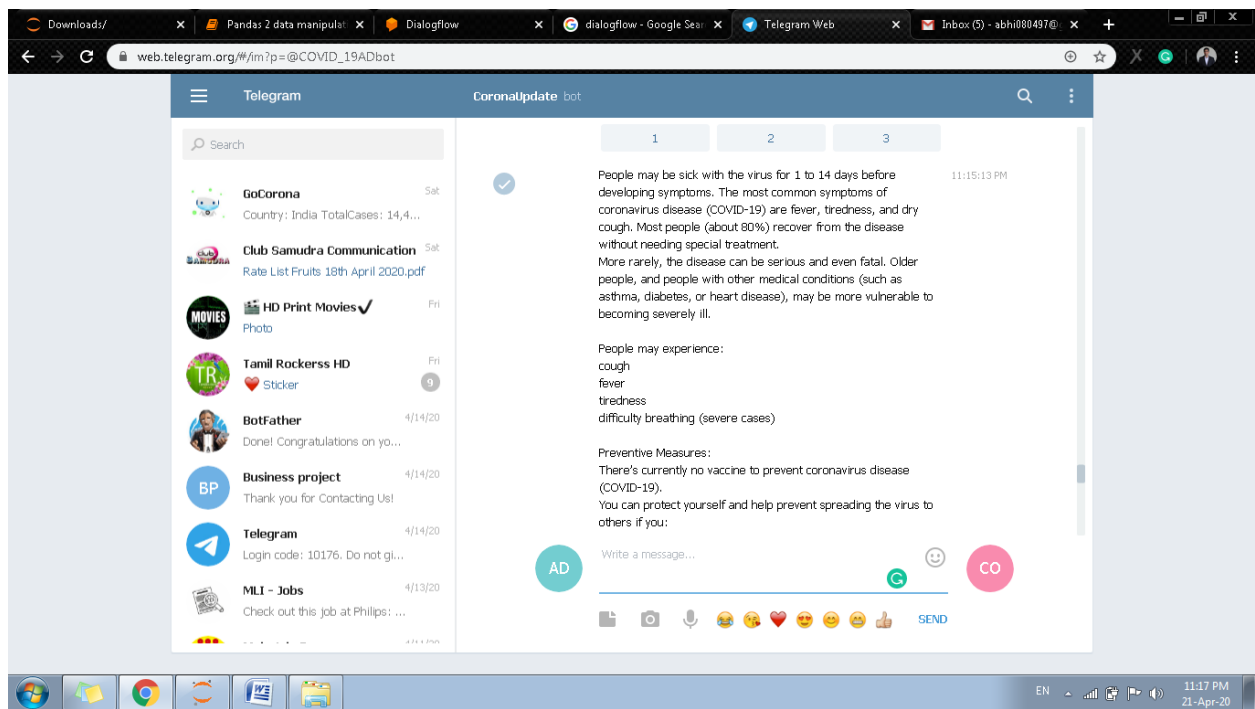 Downloads/
Pandas 2 data manipulati
Dialogflow
dialogflow - Google Sear
Telegram Web
Inbox (5) - abhi080497@
web.telegram.org/#/im?p=@COVID_19ADbot
Telegram
CoronaUpdate bot
Search
GoCorona Sat
Country: India TotalCases: 14,4...
Club Samudra Communication Sat
Rate List Fruits 18th April 2020.pdf
MOVIES
HD Print Movies✔ Fri
Photo
TR
Tamil Rockerss HD Fri
❤️ Sticker 9
BotFather 4/14/20
Done! Congratulations on yo...
BP
Business project 4/14/20
Thank you for Contacting Us!
Telegram 4/14/20
Login code: 10176. Do not gi...
MLI - Jobs 4/13/20
Check out this job at Philips: ...
1 2 3
People may be sick with the virus for 1 to 14 days before 11:15:13 PM
developing symptoms. The most common symptoms of
coronavirus disease (COVID-19) are fever, tiredness, and dry
cough. Most people (about 80%) recover from the disease
without needing special treatment.
More rarely, the disease can be serious and even fatal. Older
people, and people with other medical conditions (such as
asthma, diabetes, or heart disease), may be more vulnerable to
becoming severely ill.
People may experience:
cough
fever
tiredness
difficulty breathing (severe cases)
Preventive Measures:
There's currently no vaccine to prevent coronavirus disease
(COVID-19).
You can protect yourself and help prevent spreading the virus to
others if you:
AD
Write a message...
CO
SEND
EN
11:17 PM
21-Apr-20